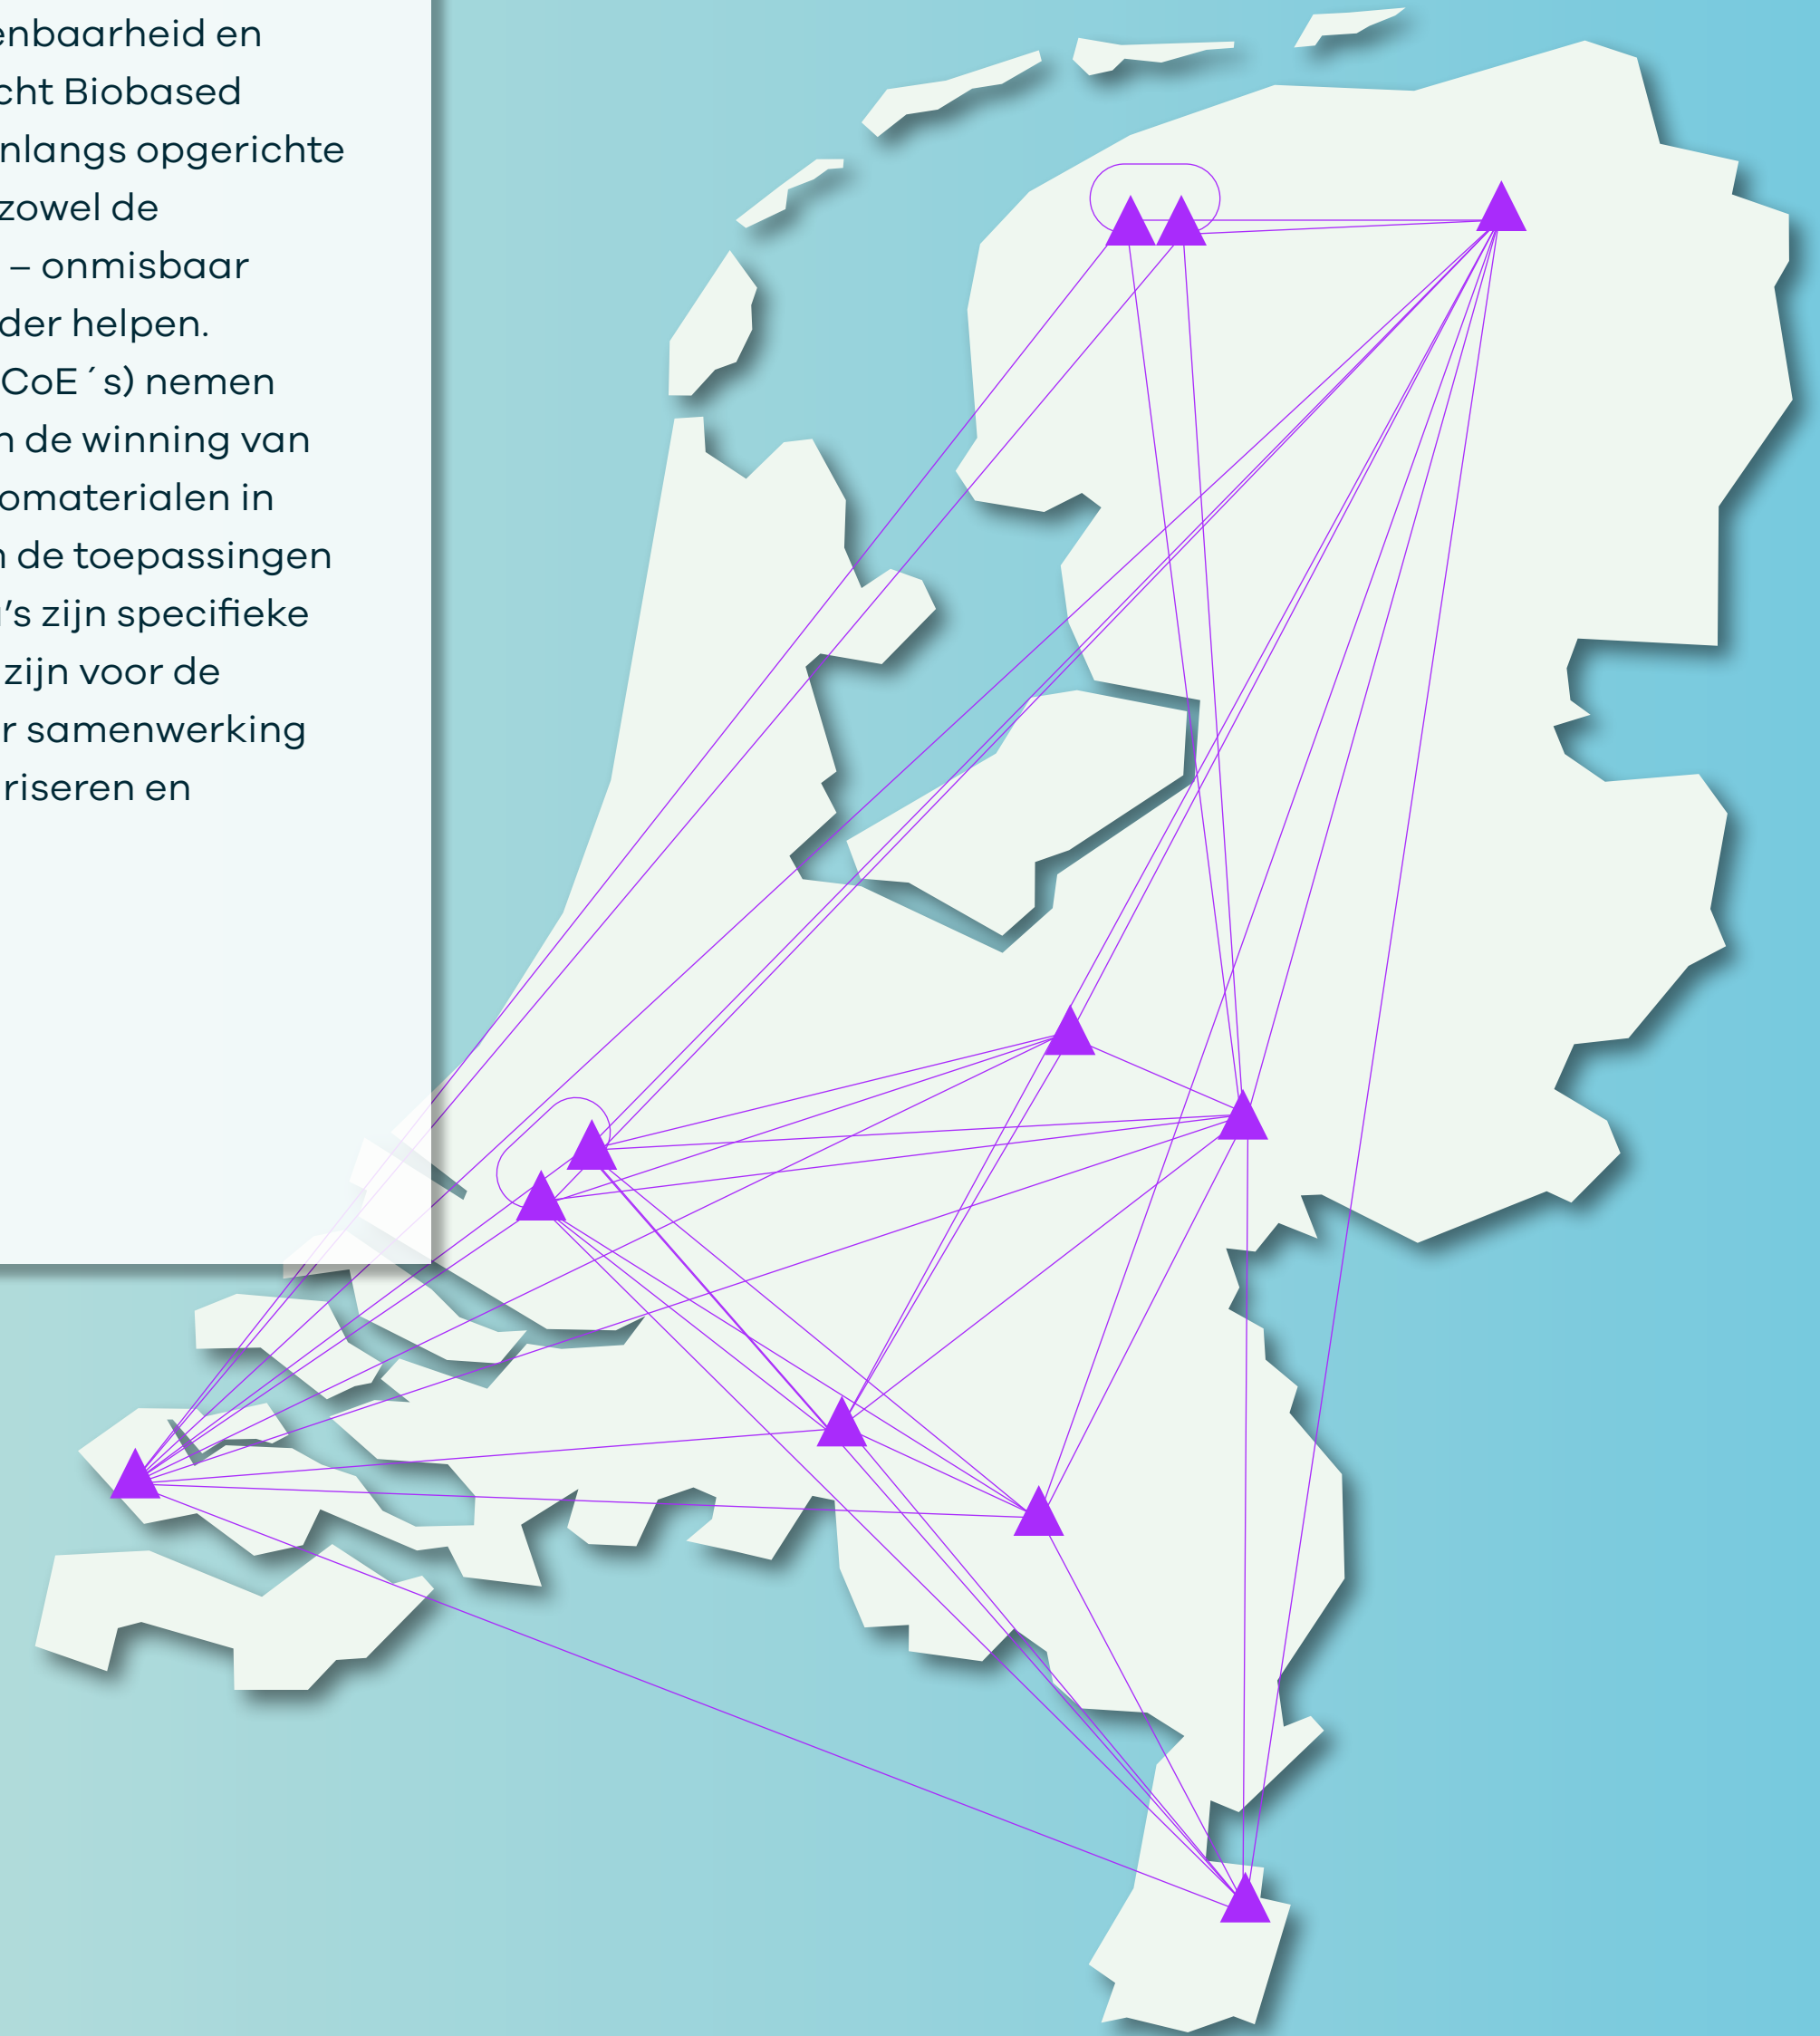 enbaarheid en
cht Biobased
nlangs opgerichte
zowel de
– onmisbaar
der helpen.
CoE´s) nemen
n de winning van
omaterialen in
n de toepassingen
's zijn specifieke
zijn voor de
r samenwerking
riseren en